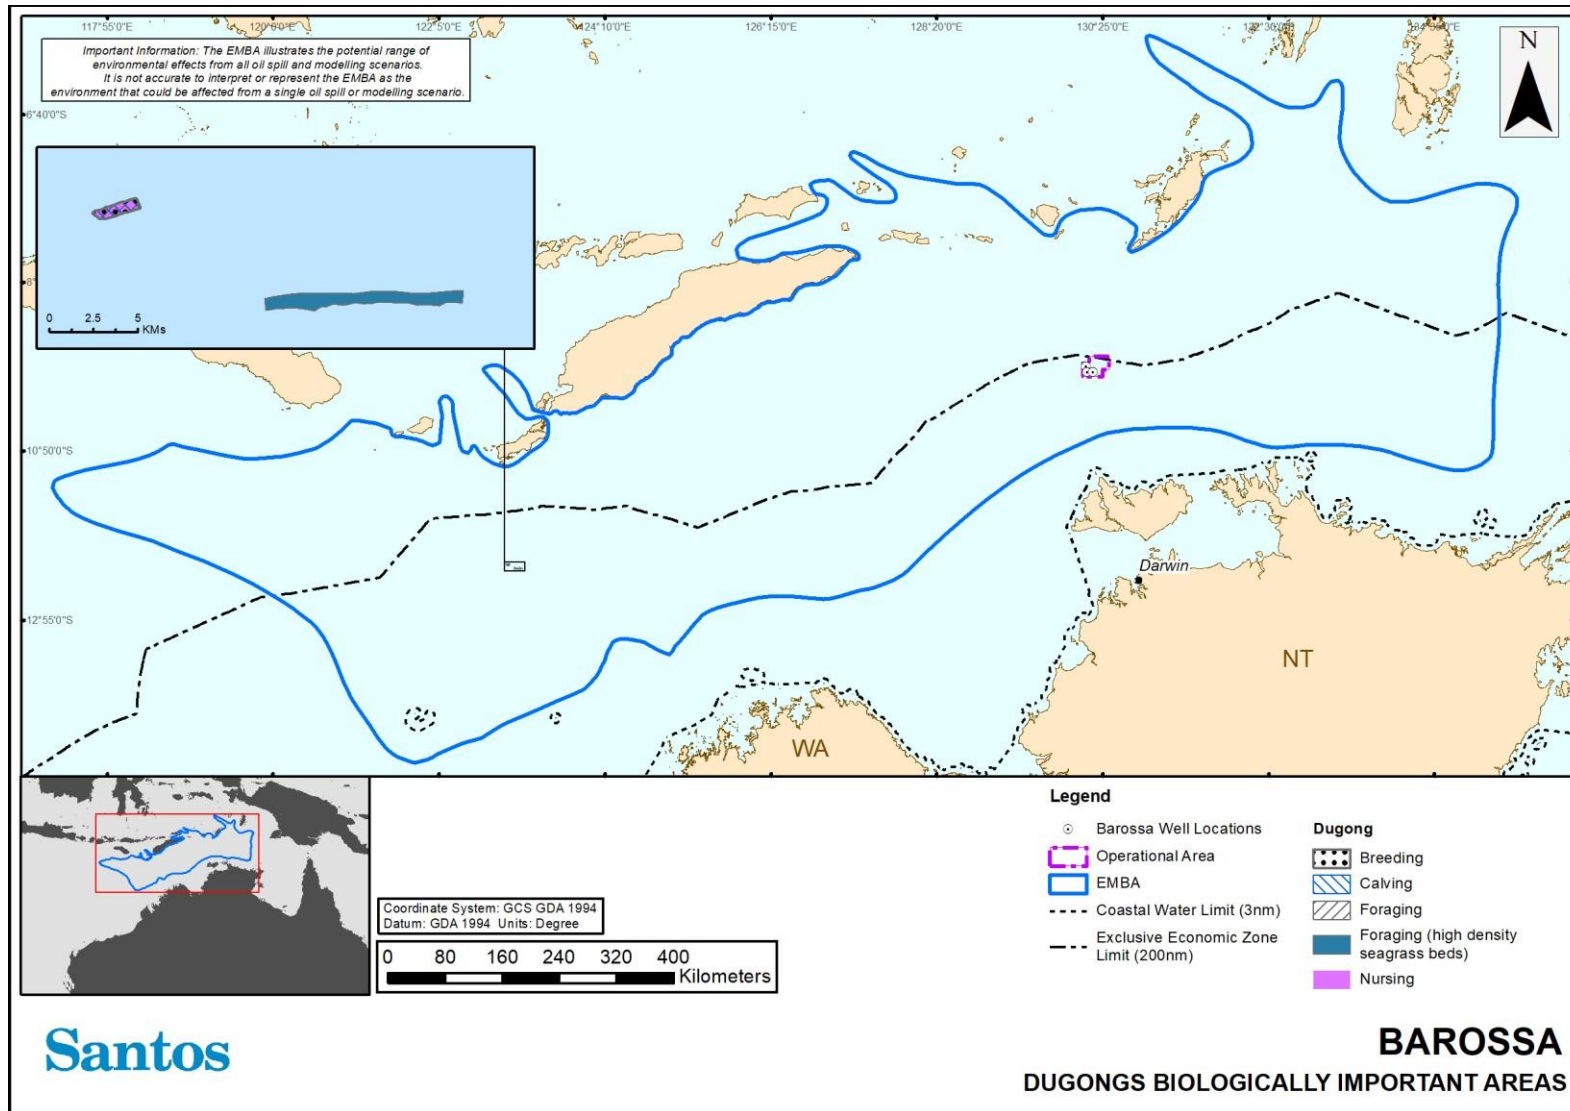 117°55'0"E
122°5'0"E
124°10'0"E
126°15'0"E
128°20'0"E
130°25'0"E
Important Information: The EMBA illustrates the potential range of
environmental effects from all oil spill and modelling scenarios.
It is not accurate to interpret or represent the EMBA as the
environment that could be affected from a single oil spill or modelling scenario.
N
6°40'0"S
0 2.5 5
KMs
10°50'0"S
12°55'0"S
Darwin
NT
WA
Coordinate System: GCS GDA 1994
Datum: GDA 1994 Units: Degree
0 80 160 240 320 400
Kilometers
Legend
Barossa Well Locations
Operational Area
EMBA
Coastal Water Limit (3nm)
Exclusive Economic Zone
Limit (200nm)
Dugong
Breeding
Calving
Foraging
Foraging (high density
seagrass beds)
Nursing
Santos
BAROSSA
DUGONGS BIOLOGICALLY IMPORTANT AREAS